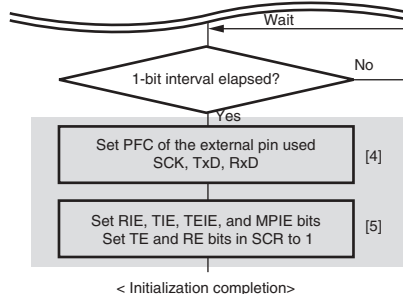 Wait
1-bit interval elapsed?
No
Yes
Set PFC of the external pin used
SCK, TxD, RxD
[4]
Set RIE, TIE, TEIE, and MPIE bits
Set TE and RE bits in SCR to 1
[5]
< Initialization completion>